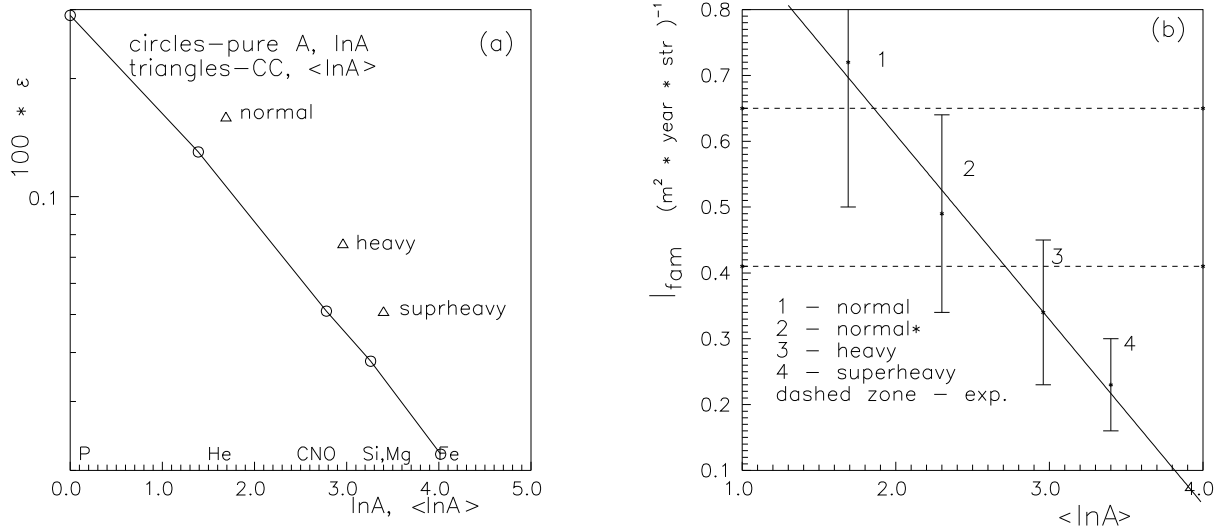 (a)
circles−pure A, lnA
triangles−CC, <lnA>
normal
heavy
suprheavy
100 * ε
0.1
P He CNO Si,Mg Fe
0.0 1.0 2.0 3.0 4.0 5.0
lnA, <lnA>
(b)
I_fam (m² * year * str )⁻¹
0.8
0.7
0.6
0.5
0.4
0.3
0.2
0.1
1
2
3
4
1 − normal
2 − normal*
3 − heavy
4 − superheavy
dashed zone − exp.
1.0 2.0 3.0 4.0
<lnA>